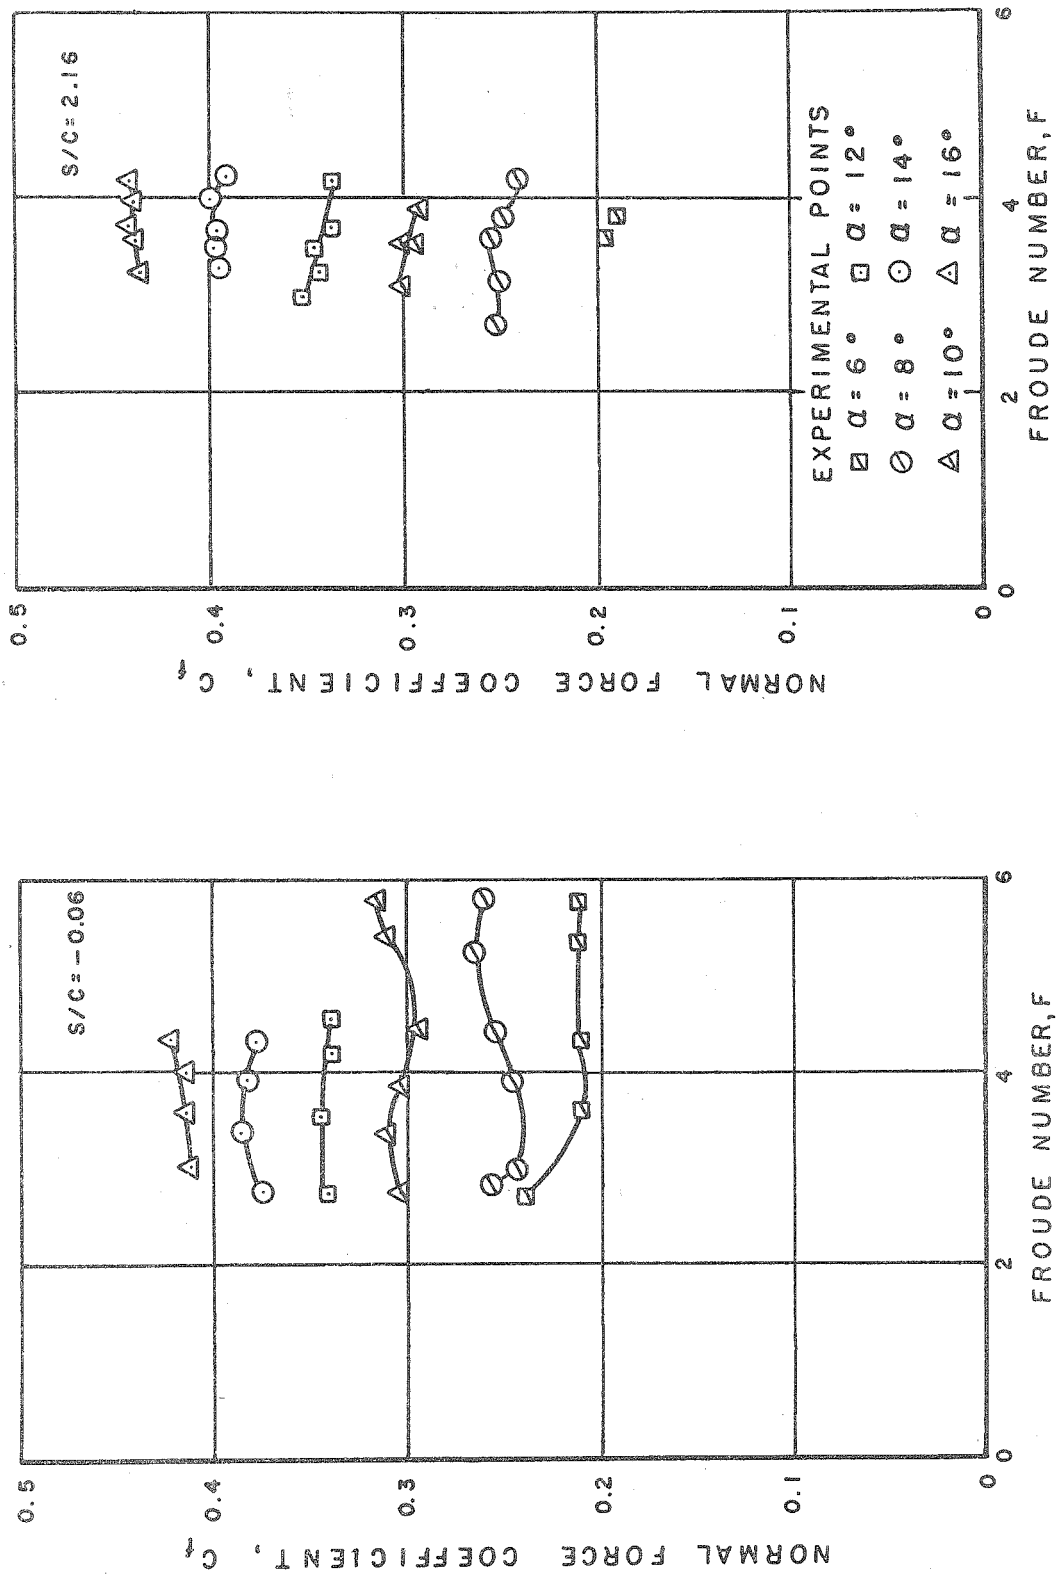 S/C = -0.06
0.5
0.4
0.3
0.2
0.1
0
NORMAL FORCE COEFFICIENT, Cf
0 2 4 6
FROUDE NUMBER, F
S/C = 2.16
0.5
0.4
0.3
0.2
0.1
0
NORMAL FORCE COEFFICIENT, Cf
EXPERIMENTAL POINTS
α = 6° α = 12°
α = 8° α = 14°
α = 10° α = 16°
0 2 4 6
FROUDE NUMBER, F